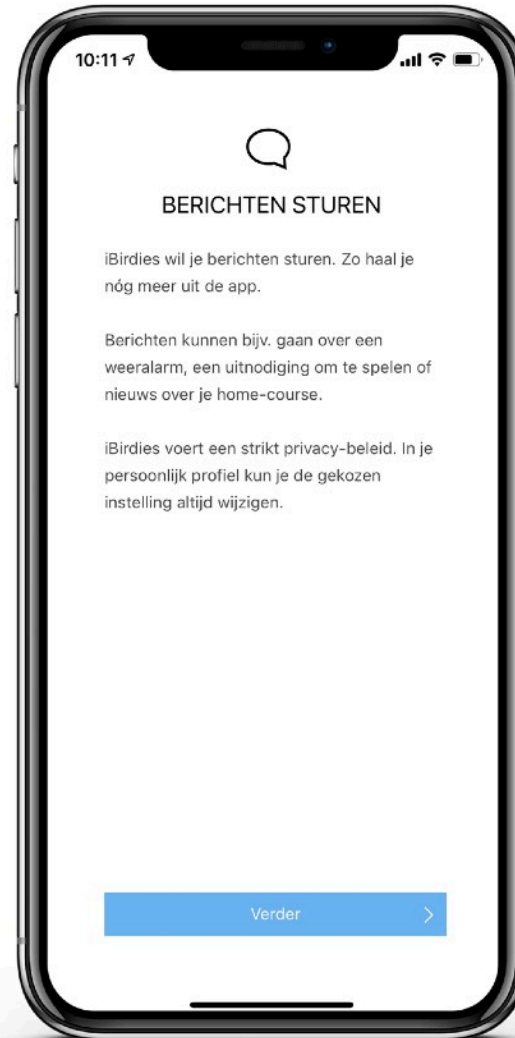 10:11
BERICHTEN STUREN
iBirdies wil je berichten sturen. Zo haal je
nóg meer uit de app.
Berichten kunnen bijv. gaan over een
weeralarm, een uitnodiging om te spelen of
nieuws over je home-course.
iBirdies voert een strikt privacy-beleid. In je
persoonlijk profiel kun je de gekozen
instelling altijd wijzigen.
Verder